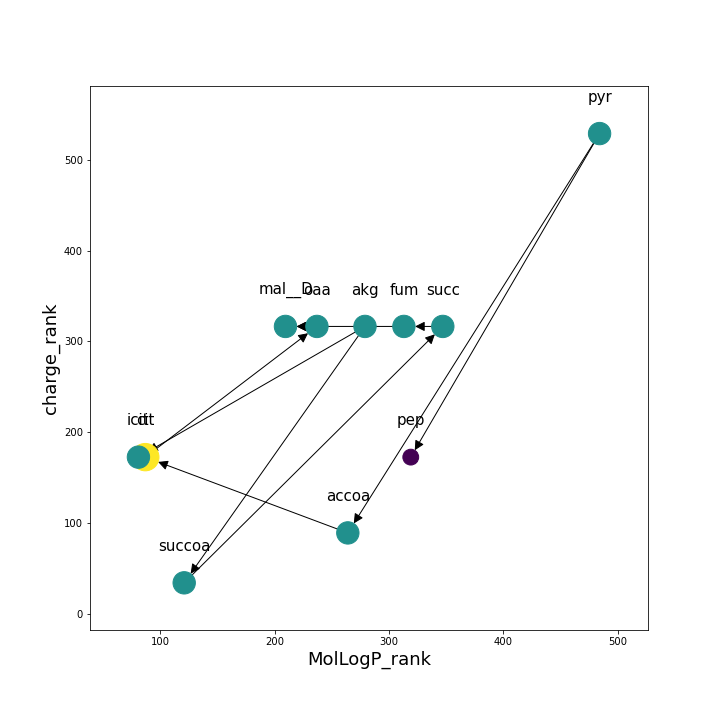 pyr
500
400
mal__D
oaa
akg
fum
succ
300
charge_rank
200
icit
cit
pep
accoa
100
succoa
0
100 200 300 400 500
MolLogP_rank